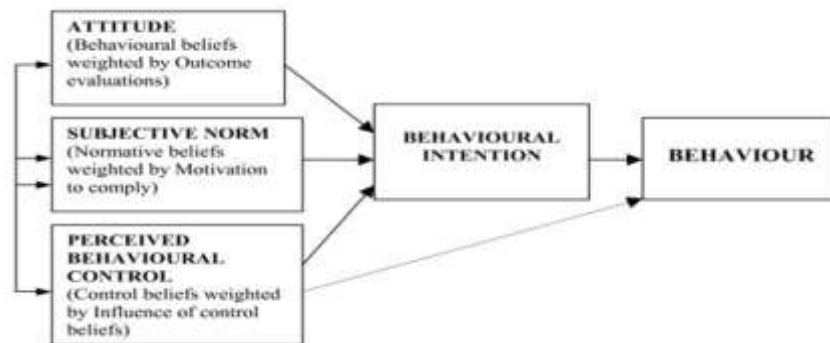 ATTITUDE
(Behavioural beliefs
weighted by Outcome
evaluations)
SUBJECTIVE NORM
(Normative beliefs
weighted by Motivation
to comply)
PERCEIVED
BEHAVIOURAL
CONTROL
(Control beliefs weighted
by Influence of control
beliefs)
BEHAVIOURAL
INTENTION
BEHAVIOUR